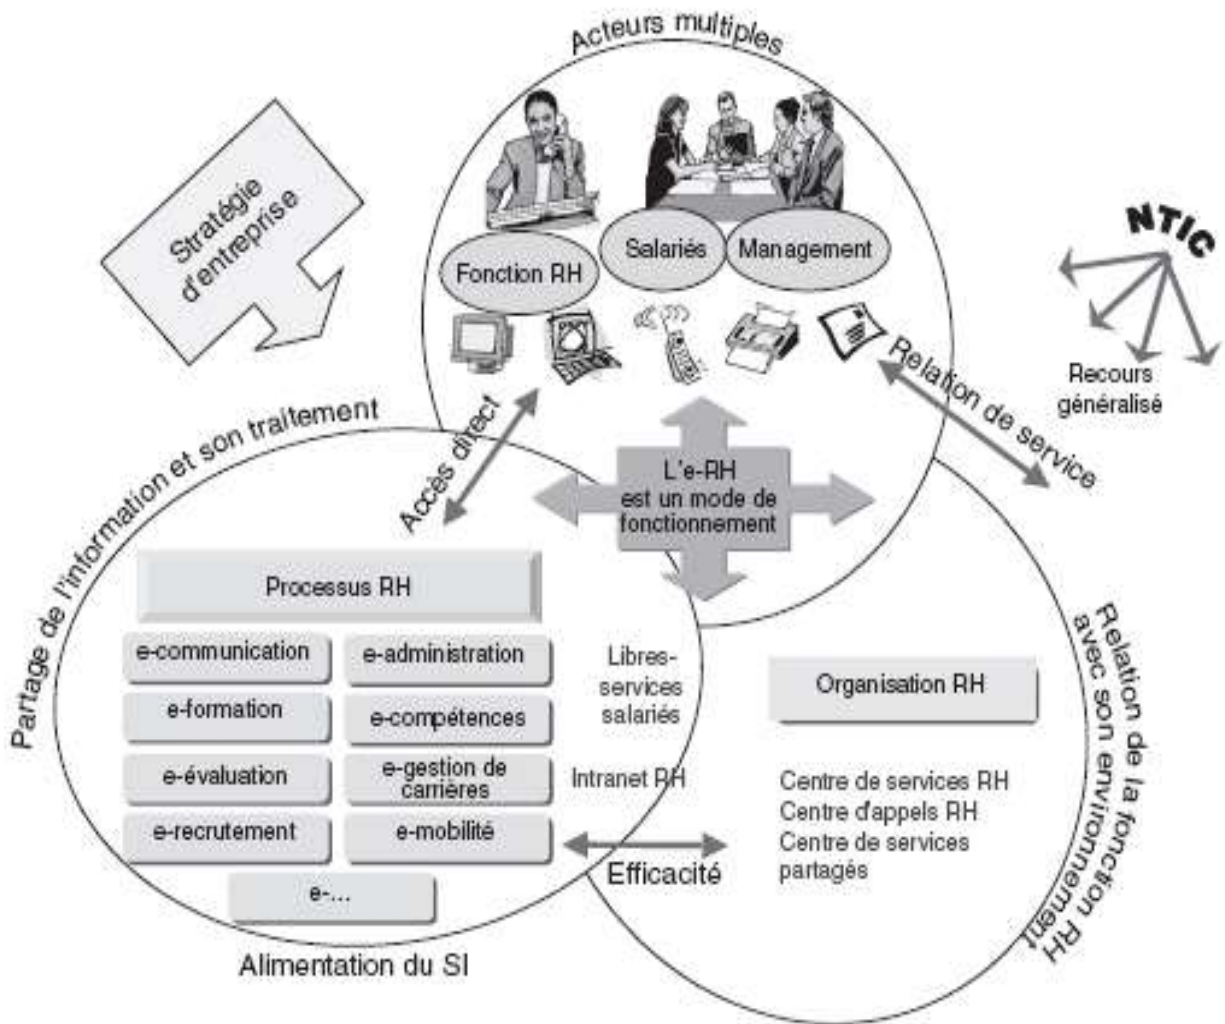 Acteurs multiples
Stratégie
d'entreprise
NTIC
Fonction RH
Salariés
Management
Recours
généralisé
Relation de service
Accès direct
Partage de l'information et son traitement
L'e-RH
est un mode de
fonctionnement
Processus RH
e-communication
e-administration
e-formation
e-compétences
e-évaluation
e-gestion de
carrières
e-recrutement
e-mobilité
e-...
Libres-
services
salariés
Intranet RH
Efficacité
Alimentation du SI
Organisation RH
Centre de services RH
Centre d'appels RH
Centre de services
partagés
Relation de la fonction RH
avec son environnement